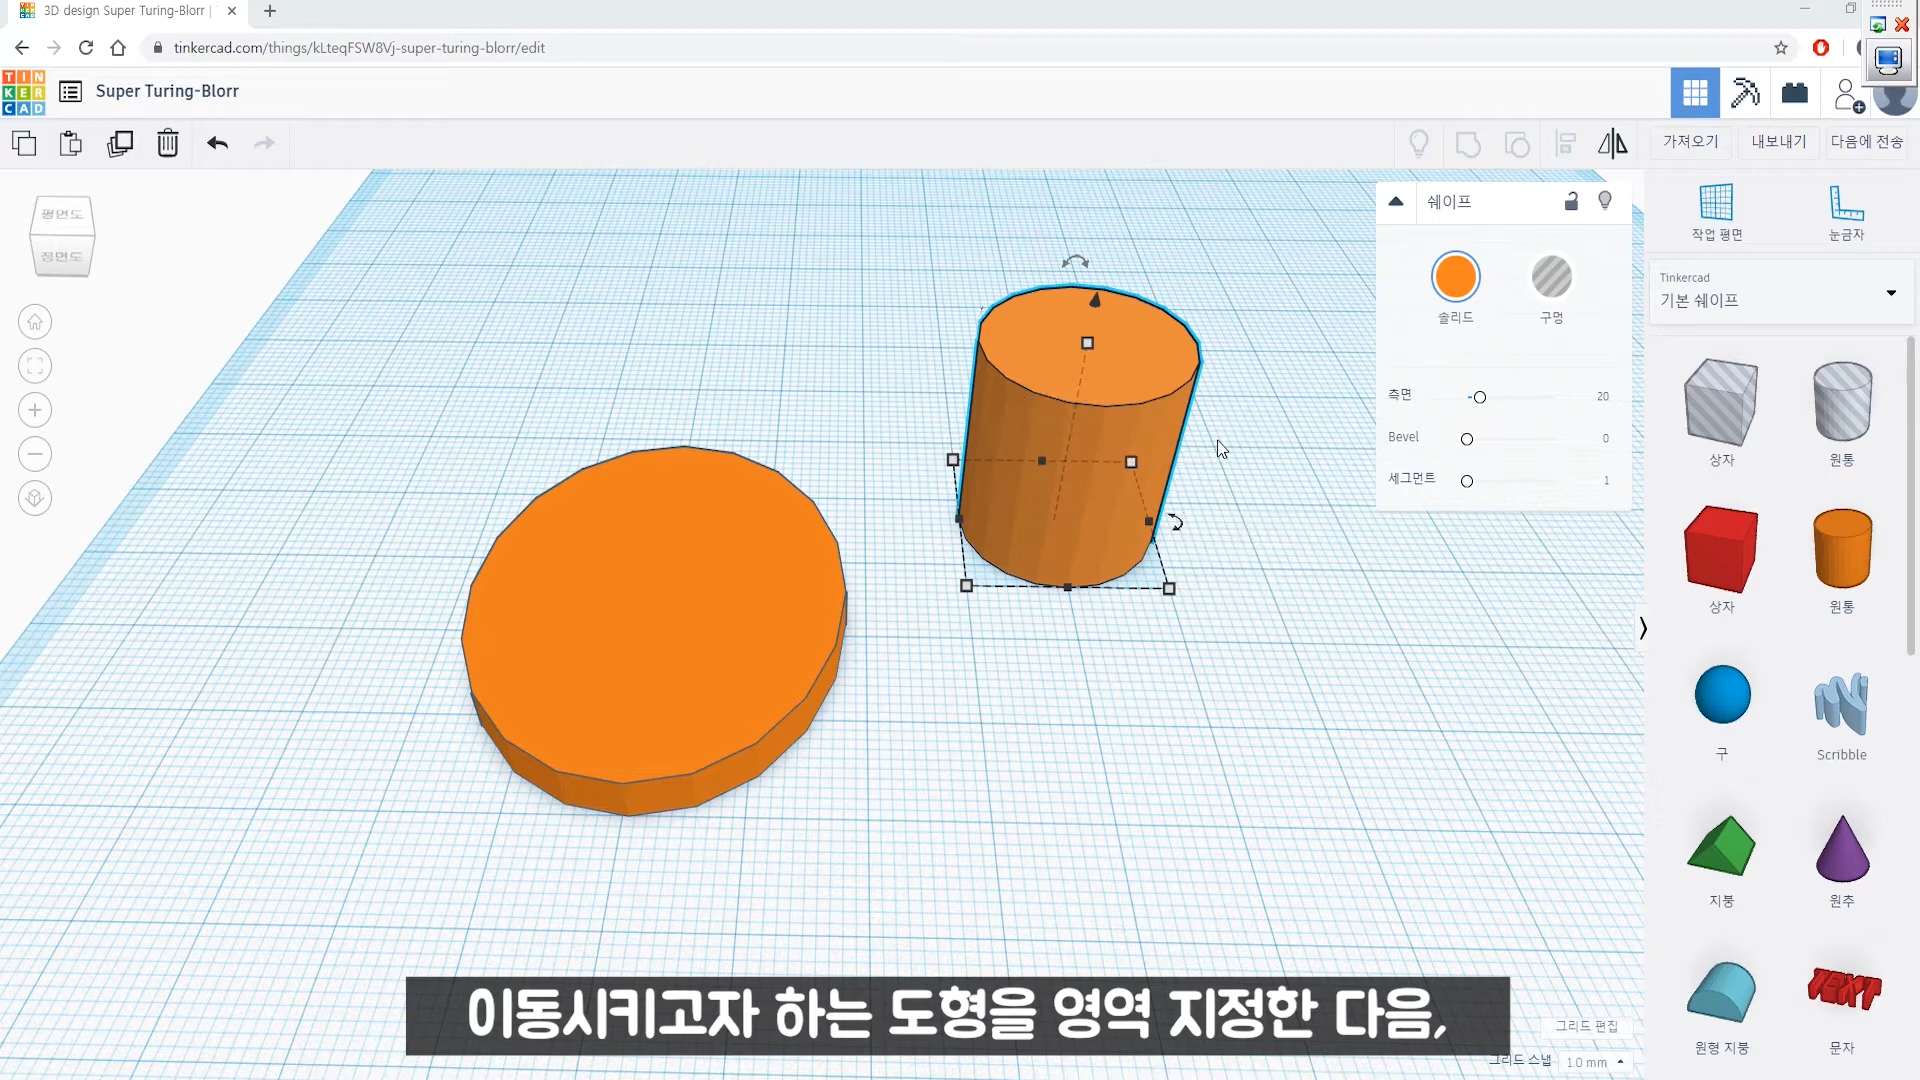 3D design Super Turing-Blorr |
tinkercad.com/things/kLteqFSW8Vj-super-turing-blorr/edit
TIN
KER
CAD
Super Turing-Blorr
가져오기
내보내기
다음에 전송
평면도
정면도
쉐이프
솔리드
구멍
측면
20
Bevel
0
세그먼트
1
작업 평면
눈금자
Tinkercad
기본 쉐이프
상자
원통
상자
원통
구
Scribble
지붕
원추
원형 지붕
TEXT
문자
이동시키고자 하는 도형을 영역 지정한 다음,
그리드 편집
그리드 스냅
1.0 mm